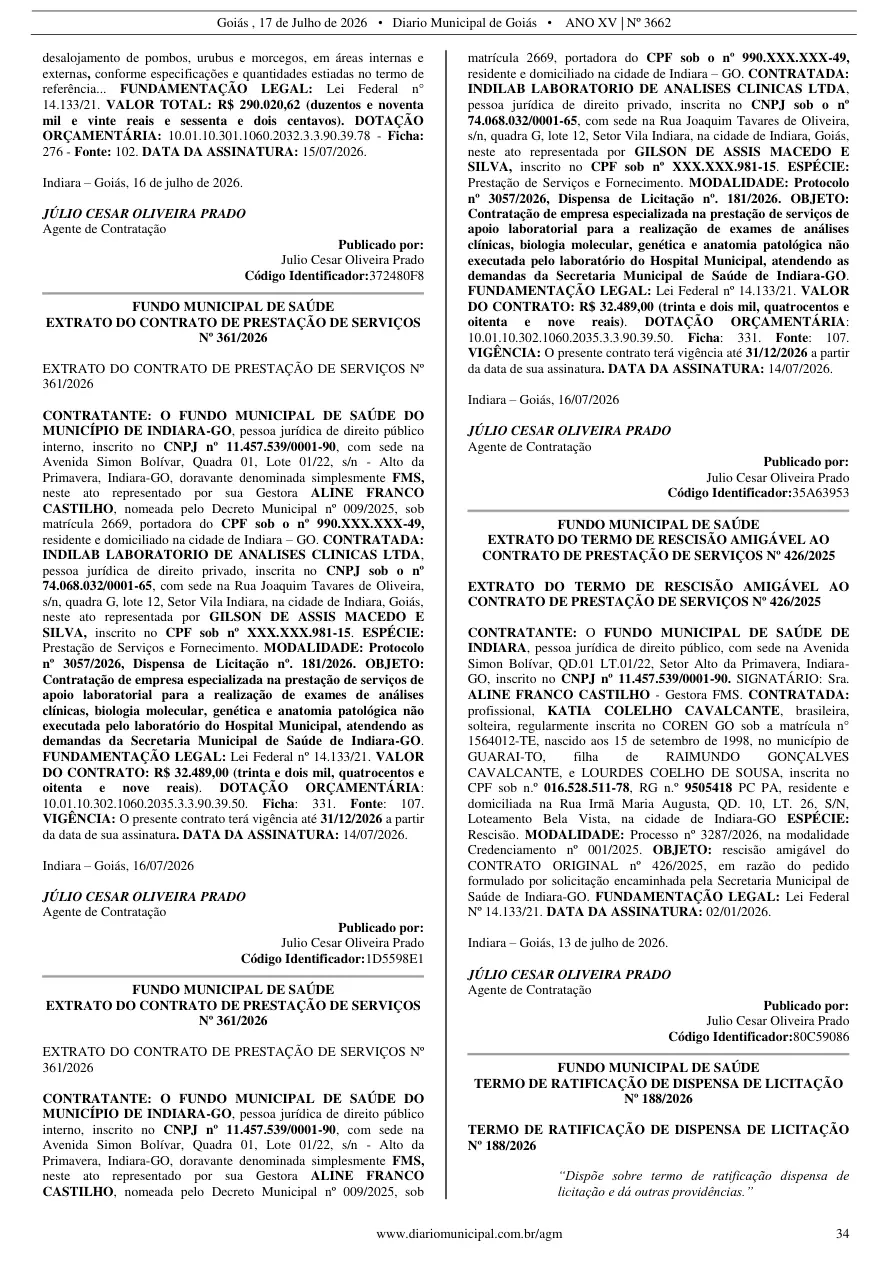 Goiás , 17 de Julho de 2026 • Diario Municipal de Goiás • ANO XV | Nº 3662
desalojamento de pombos, urubus e morcegos, em áreas internas e
externas, conforme especificações e quantidades estiadas no termo de
referência... FUNDAMENTAÇÃO LEGAL: Lei Federal n°
14.133/21. VALOR TOTAL: R$ 290.020,62 (duzentos e noventa
mil e vinte reais e sessenta e dois centavos). DOTAÇÃO
ORÇAMENTÁRIA: 10.01.10.301.1060.2032.3.3.90.39.78 - Ficha:
276 - Fonte: 102. DATA DA ASSINATURA: 15/07/2026.
Indiara – Goiás, 16 de julho de 2026.
JÚLIO CESAR OLIVEIRA PRADO
Agente de Contratação
Publicado por:
Julio Cesar Oliveira Prado
Código Identificador:372480F8
FUNDO MUNICIPAL DE SAÚDE
EXTRATO DO CONTRATO DE PRESTAÇÃO DE SERVIÇOS
Nº 361/2026
EXTRATO DO CONTRATO DE PRESTAÇÃO DE SERVIÇOS Nº
361/2026
CONTRATANTE: O FUNDO MUNICIPAL DE SAÚDE DO
MUNICÍPIO DE INDIARA-GO, pessoa jurídica de direito público
interno, inscrito no CNPJ nº 11.457.539/0001-90, com sede na
Avenida Simon Bolívar, Quadra 01, Lote 01/22, s/n - Alto da
Primavera, Indiara-GO, doravante denominada simplesmente FMS,
neste ato representado por sua Gestora ALINE FRANCO
CASTILHO, nomeada pelo Decreto Municipal nº 009/2025, sob
matrícula 2669, portadora do CPF sob o nº 990.XXX.XXX-49,
residente e domiciliado na cidade de Indiara – GO. CONTRATADA:
INDILAB LABORATORIO DE ANALISES CLINICAS LTDA,
pessoa jurídica de direito privado, inscrita no CNPJ sob o nº
74.068.032/0001-65, com sede na Rua Joaquim Tavares de Oliveira,
s/n, quadra G, lote 12, Setor Vila Indiara, na cidade de Indiara, Goiás,
neste ato representada por GILSON DE ASSIS MACEDO E
SILVA, inscrito no CPF sob nº XXX.XXX.981-15. ESPÉCIE:
Prestação de Serviços e Fornecimento. MODALIDADE: Protocolo
nº 3057/2026, Dispensa de Licitação nº. 181/2026. OBJETO:
Contratação de empresa especializada na prestação de serviços de
apoio laboratorial para a realização de exames de análises
clínicas, biologia molecular, genética e anatomia patológica não
executada pelo laboratório do Hospital Municipal, atendendo as
demandas da Secretaria Municipal de Saúde de Indiara-GO.
FUNDAMENTAÇÃO LEGAL: Lei Federal nº 14.133/21. VALOR
DO CONTRATO: R$ 32.489,00 (trinta e dois mil, quatrocentos e
oitenta e nove reais). DOTAÇÃO ORÇAMENTÁRIA:
10.01.10.302.1060.2035.3.3.90.39.50. Ficha: 331. Fonte: 107.
VIGÊNCIA: O presente contrato terá vigência até 31/12/2026 a partir
da data de sua assinatura. DATA DA ASSINATURA: 14/07/2026.
Indiara – Goiás, 16/07/2026
JÚLIO CESAR OLIVEIRA PRADO
Agente de Contratação
Publicado por:
Julio Cesar Oliveira Prado
Código Identificador:1D5598E1
FUNDO MUNICIPAL DE SAÚDE
EXTRATO DO CONTRATO DE PRESTAÇÃO DE SERVIÇOS
Nº 361/2026
EXTRATO DO CONTRATO DE PRESTAÇÃO DE SERVIÇOS Nº
361/2026
CONTRATANTE: O FUNDO MUNICIPAL DE SAÚDE DO
MUNICÍPIO DE INDIARA-GO, pessoa jurídica de direito público
interno, inscrito no CNPJ nº 11.457.539/0001-90, com sede na
Avenida Simon Bolívar, Quadra 01, Lote 01/22, s/n - Alto da
Primavera, Indiara-GO, doravante denominada simplesmente FMS,
neste ato representado por sua Gestora ALINE FRANCO
CASTILHO, nomeada pelo Decreto Municipal nº 009/2025, sob
matrícula 2669, portadora do CPF sob o nº 990.XXX.XXX-49,
residente e domiciliado na cidade de Indiara – GO. CONTRATADA:
INDILAB LABORATORIO DE ANALISES CLINICAS LTDA,
pessoa jurídica de direito privado, inscrita no CNPJ sob o nº
74.068.032/0001-65, com sede na Rua Joaquim Tavares de Oliveira,
s/n, quadra G, lote 12, Setor Vila Indiara, na cidade de Indiara, Goiás,
neste ato representada por GILSON DE ASSIS MACEDO E
SILVA, inscrito no CPF sob nº XXX.XXX.981-15. ESPÉCIE:
Prestação de Serviços e Fornecimento. MODALIDADE: Protocolo
nº 3057/2026, Dispensa de Licitação nº. 181/2026. OBJETO:
Contratação de empresa especializada na prestação de serviços de
apoio laboratorial para a realização de exames de análises
clínicas, biologia molecular, genética e anatomia patológica não
executada pelo laboratório do Hospital Municipal, atendendo as
demandas da Secretaria Municipal de Saúde de Indiara-GO.
FUNDAMENTAÇÃO LEGAL: Lei Federal nº 14.133/21. VALOR
DO CONTRATO: R$ 32.489,00 (trinta e dois mil, quatrocentos e
oitenta e nove reais). DOTAÇÃO ORÇAMENTÁRIA:
10.01.10.302.1060.2035.3.3.90.39.50. Ficha: 331. Fonte: 107.
VIGÊNCIA: O presente contrato terá vigência até 31/12/2026 a partir
da data de sua assinatura. DATA DA ASSINATURA: 14/07/2026.
Indiara – Goiás, 16/07/2026
JÚLIO CESAR OLIVEIRA PRADO
Agente de Contratação
Publicado por:
Julio Cesar Oliveira Prado
Código Identificador:35A63953
FUNDO MUNICIPAL DE SAÚDE
EXTRATO DO TERMO DE RESCISÃO AMIGÁVEL AO
CONTRATO DE PRESTAÇÃO DE SERVIÇOS Nº 426/2025
EXTRATO DO TERMO DE RESCISÃO AMIGÁVEL AO
CONTRATO DE PRESTAÇÃO DE SERVIÇOS Nº 426/2025
CONTRATANTE: O FUNDO MUNICIPAL DE SAÚDE DE
INDIARA, pessoa jurídica de direito público, com sede na Avenida
Simon Bolívar, QD.01 LT.01/22, Setor Alto da Primavera, Indiara-
GO, inscrito no CNPJ nº 11.457.539/0001-90. SIGNATÁRIO: Sra.
ALINE FRANCO CASTILHO - Gestora FMS. CONTRATADA:
profissional, KATIA COLELHO CAVALCANTE, brasileira,
solteira, regularmente inscrita no COREN GO sob a matrícula n°
1564012-TE, nascido aos 15 de setembro de 1998, no município de
GUARAI-TO, filha de RAIMUNDO GONÇALVES
CAVALCANTE, e LOURDES COELHO DE SOUSA, inscrita no
CPF sob n.º 016.528.511-78, RG n.º 9505418 PC PA, residente e
domiciliada na Rua Irmã Maria Augusta, QD. 10, LT. 26, S/N,
Loteamento Bela Vista, na cidade de Indiara-GO ESPÉCIE:
Rescisão. MODALIDADE: Processo nº 3287/2026, na modalidade
Credenciamento nº 001/2025. OBJETO: rescisão amigável do
CONTRATO ORIGINAL nº 426/2025, em razão do pedido
formulado por solicitação encaminhada pela Secretaria Municipal de
Saúde de Indiara-GO. FUNDAMENTAÇÃO LEGAL: Lei Federal
Nº 14.133/21. DATA DA ASSINATURA: 02/01/2026.
Indiara – Goiás, 13 de julho de 2026.
JÚLIO CESAR OLIVEIRA PRADO
Agente de Contratação
Publicado por:
Julio Cesar Oliveira Prado
Código Identificador:80C59086
FUNDO MUNICIPAL DE SAÚDE
TERMO DE RATIFICAÇÃO DE DISPENSA DE LICITAÇÃO
Nº 188/2026
TERMO DE RATIFICAÇÃO DE DISPENSA DE LICITAÇÃO
Nº 188/2026
“Dispõe sobre termo de ratificação dispensa de
licitação e dá outras providências.”
www.diariomunicipal.com.br/agm 34